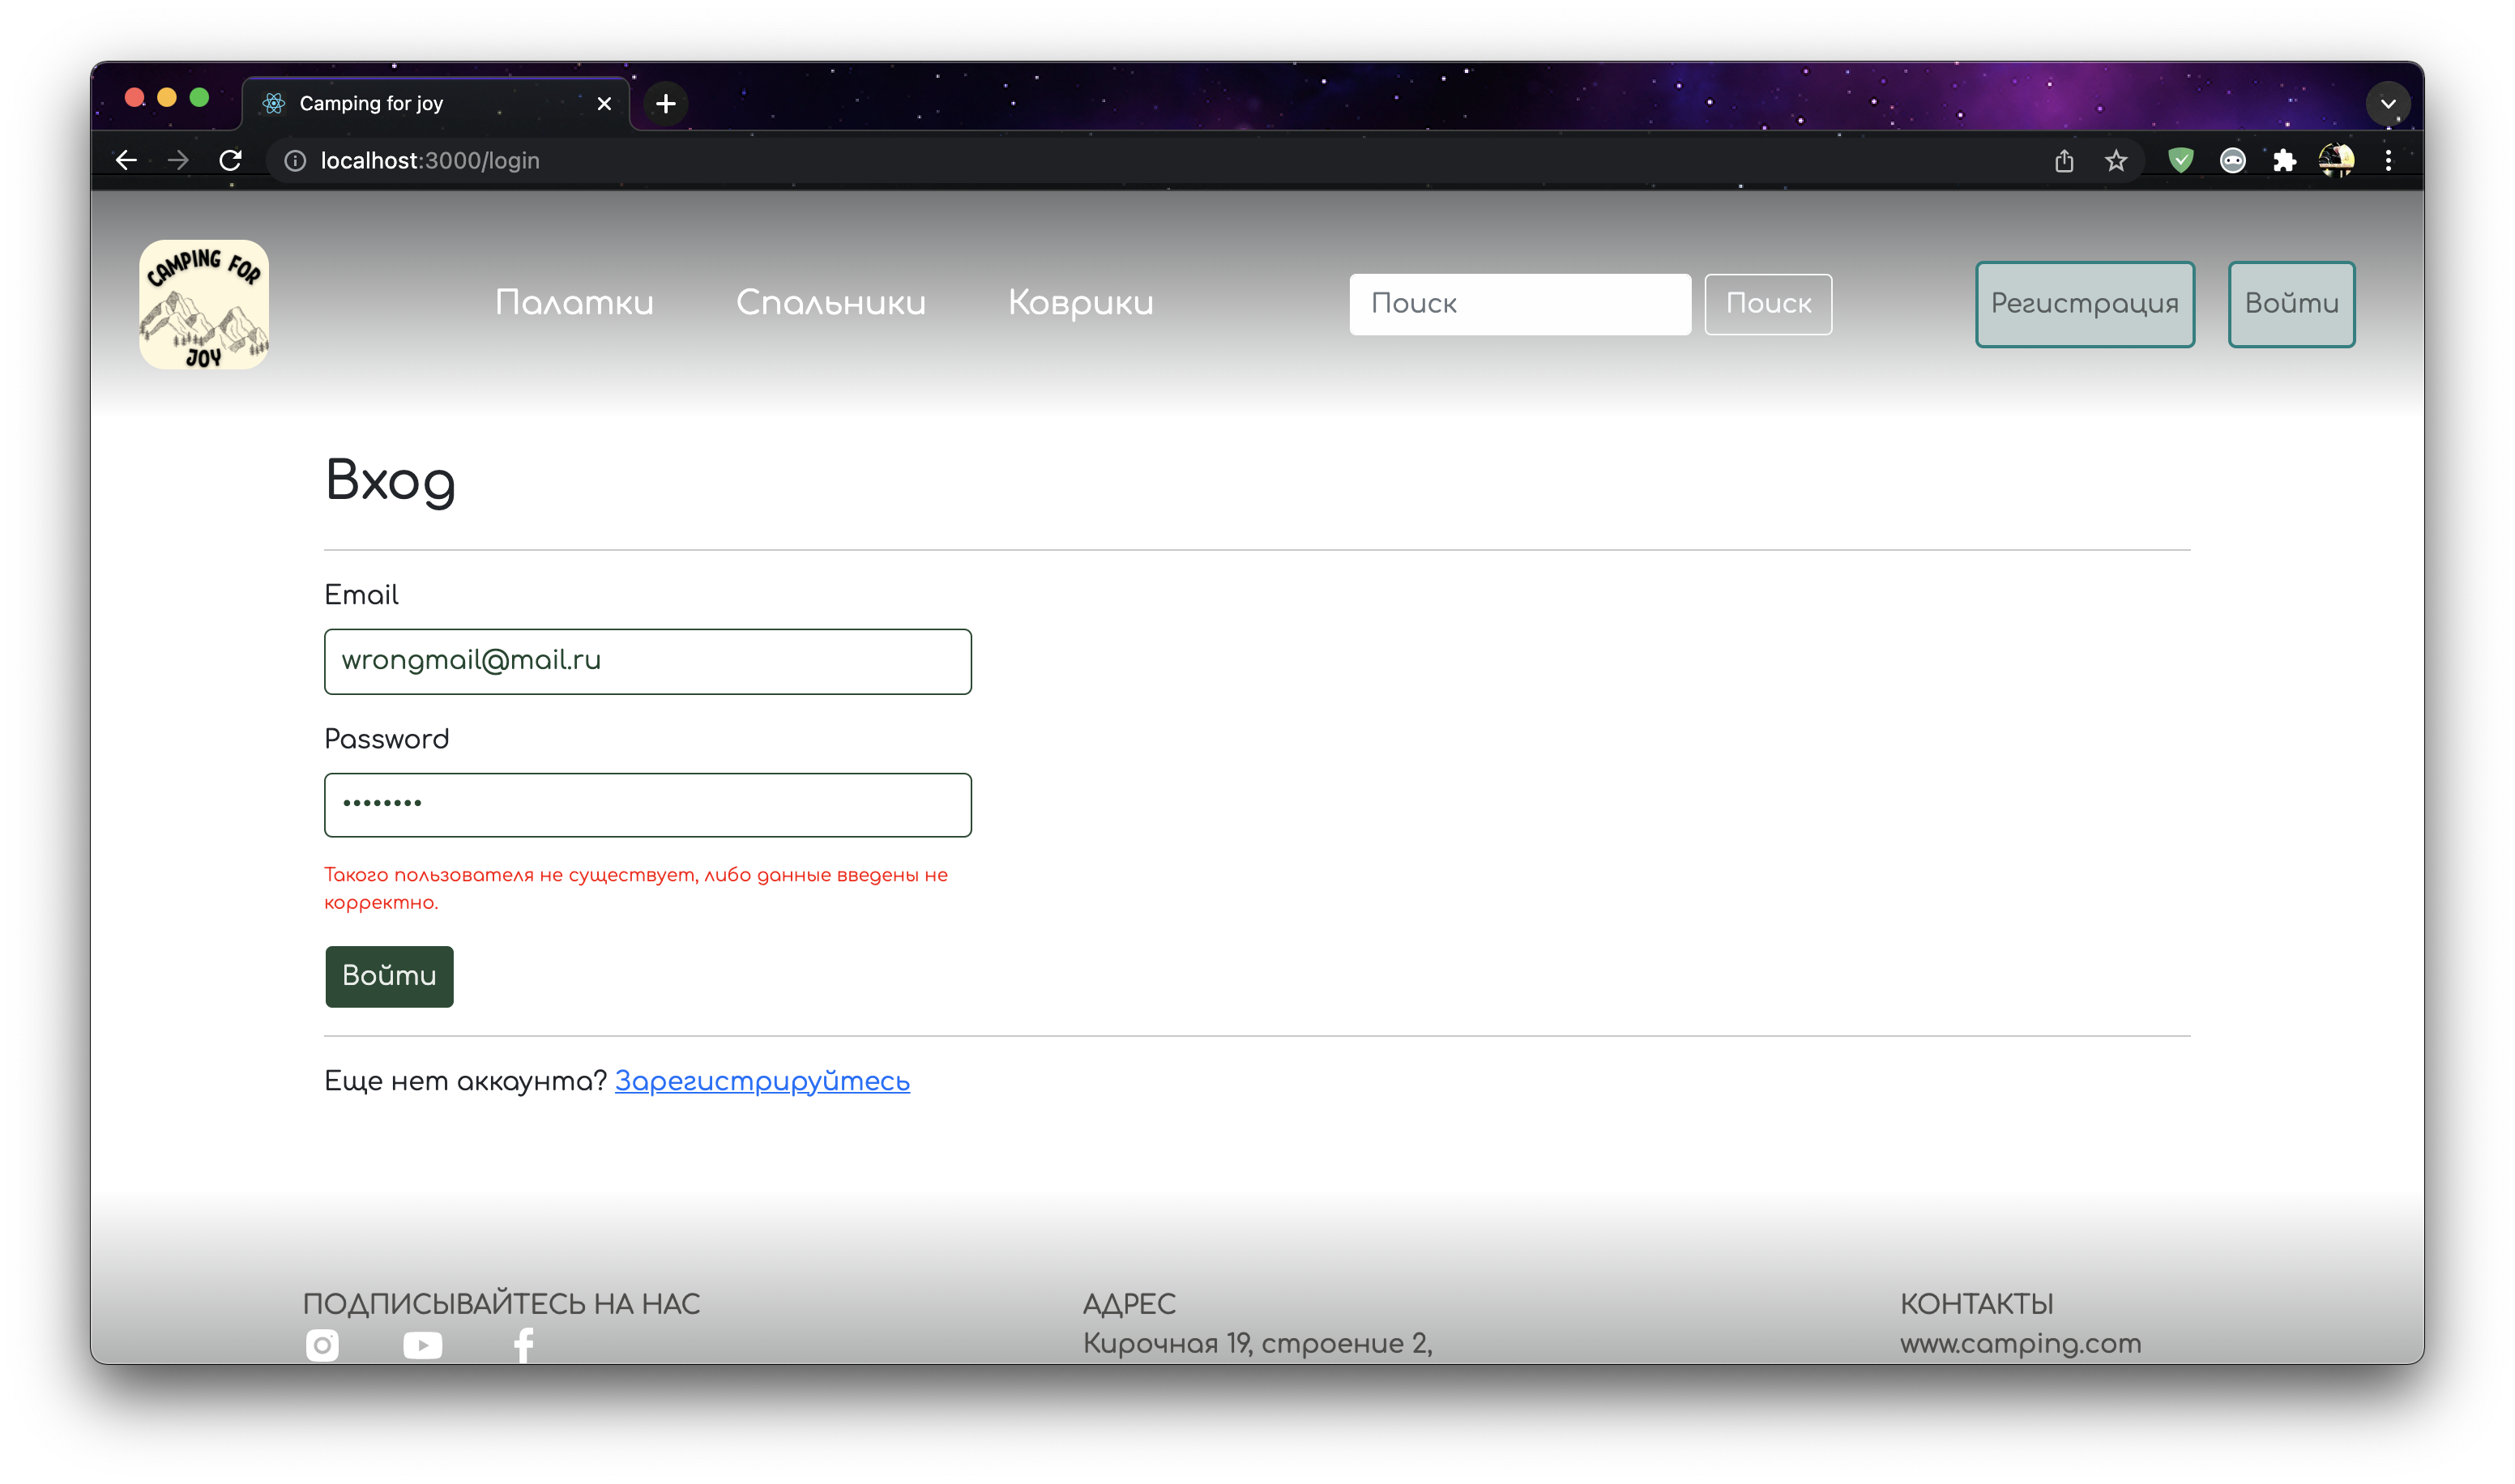 Camping for joy
localhost:3000/login
CAMPING FOR
JOY
Палатки Спальники Коврики Поиск Поиск Регистрация Войти
Вход
Email
wrongmail@mail.ru
Password
••••••••
Такого пользователя не существует, либо данные введены не
корректно.
Войти
Еще нет аккаунта? Зарегистрируйтесь
ПОДПИСЫВАЙТЕСЬ НА НАС
АДРЕС
Кирочная 19, строение 2,
КОНТАКТЫ
www.camping.com